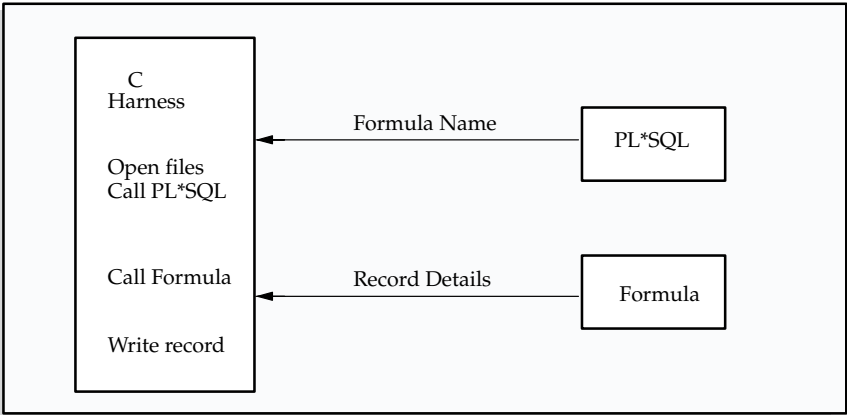 C
Harness
Open files
Call PL*SQL
Call Formula
Write record
Formula Name
Record Details
PL*SQL
Formula